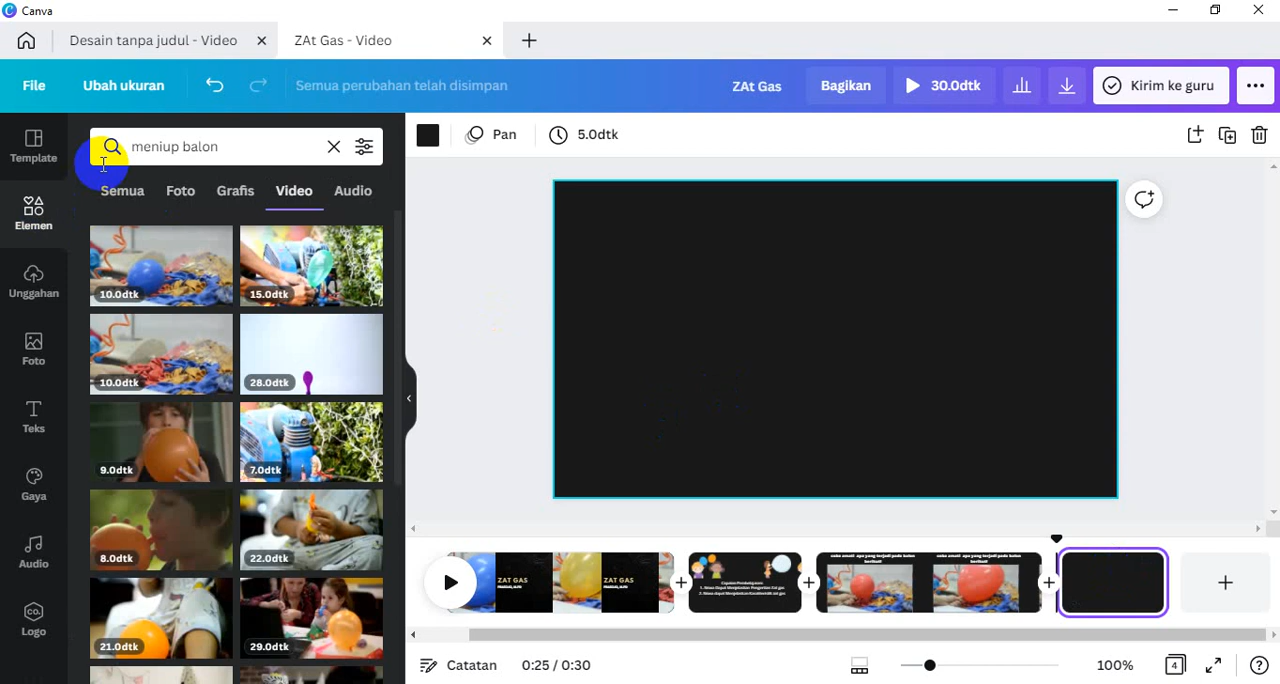 Canva
Desain tanpa judul - Video
ZAt Gas - Video
File
Ubah ukuran
Semua perubahan telah disimpan
ZAt Gas
Bagikan
30.0dtk
Kirim ke guru
Template
Elemen
Unggahan
Foto
Teks
Gaya
Audio
Logo
meniup balon
Semua Foto Grafis Video Audio
10.0dtk
15.0dtk
10.0dtk
28.0dtk
9.0dtk
7.0dtk
8.0dtk
22.0dtk
21.0dtk
29.0dtk
Pan
5.0dtk
ZAT GAS
ZAT GAS
Catatan
0:25 / 0:30
100%
4